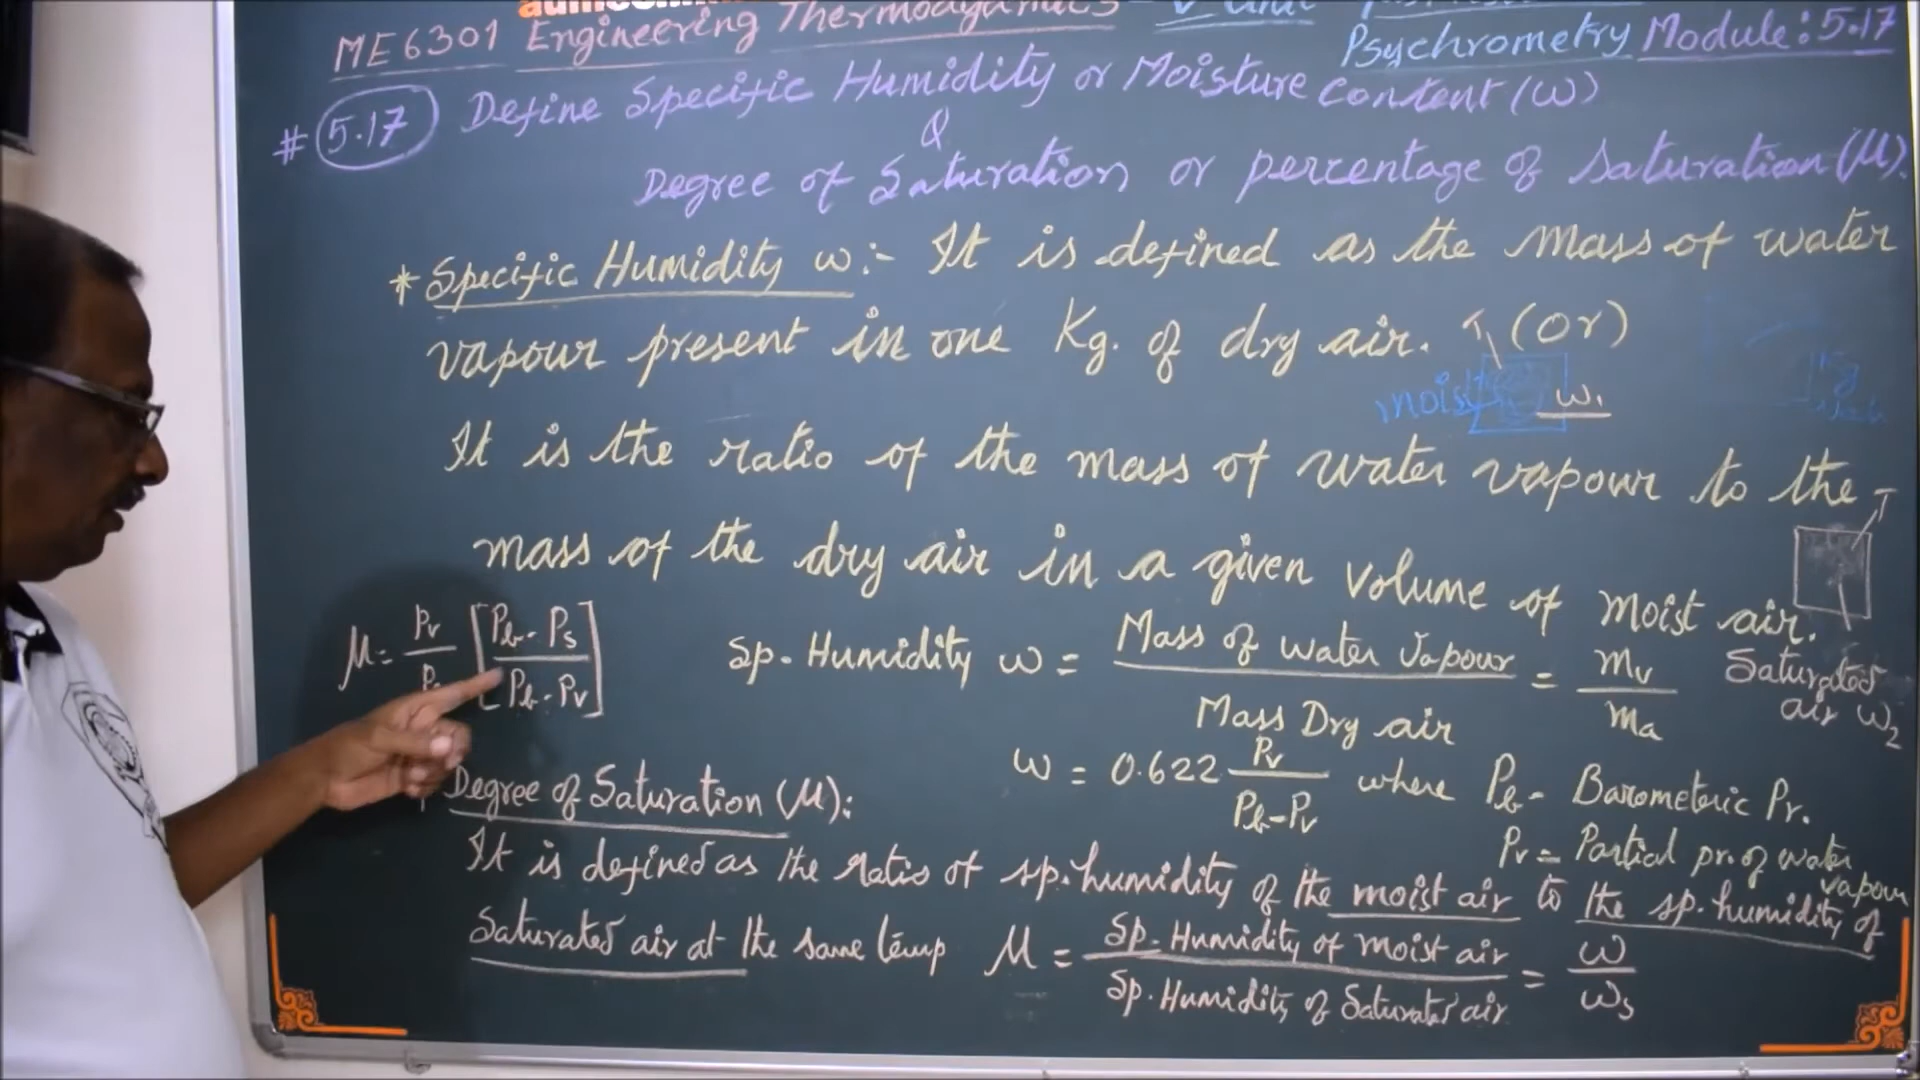 ME6301 Engineering Thermodynamics - V Unit
Psychrometry Module: 5.17
# 5.17 Define Specific Humidity or Moisture Content (ω)
&
Degree of Saturation or percentage of Saturation (μ).
* Specific Humidity ω:- It is defined as the mass of water
vapour present in one Kg. of dry air. (Or)
T₁
moist
ω₁
It is the ratio of the mass of water vapour to the
T
mass of the dry air in a given volume of moist air.
μ = Pv/P [Pb - Ps / Pb - Pv]
Sp. Humidity ω = Mass of water Vapour / Mass Dry air = mv / ma
Saturated
air ω₂
ω = 0.622 Pv / Pb-Pv where Pb - Barometeric Pr.
Pv = Partial pr. of water
vapour
Degree of Saturation (μ):
It is defined as the ratio of sp. humidity of the moist air to the sp. humidity of
Saturated air at the same temp μ = Sp. Humidity of moist air / Sp. Humidity of Saturated air = ω / ωs